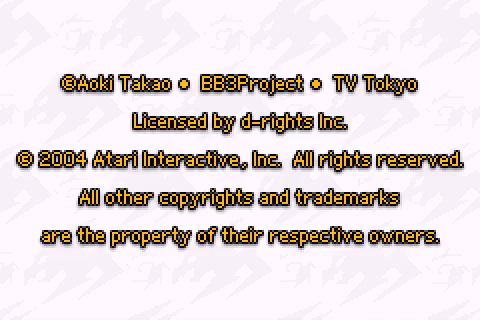 ©Aoki Takao • BB3Project • TV Tokyo
Licensed by d-rights Inc.
© 2004 Atari Interactive, Inc. All rights reserved.
All other copyrights and trademarks
are the property of their respective owners.